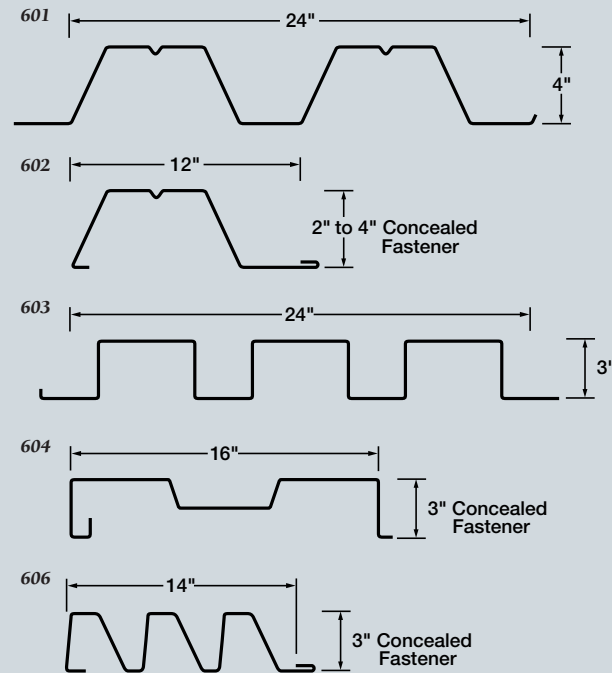 601
24"
4"
602
12"
2" to 4" Concealed
Fastener
603
24"
3"
604
16"
3" Concealed
Fastener
606
14"
3" Concealed
Fastener